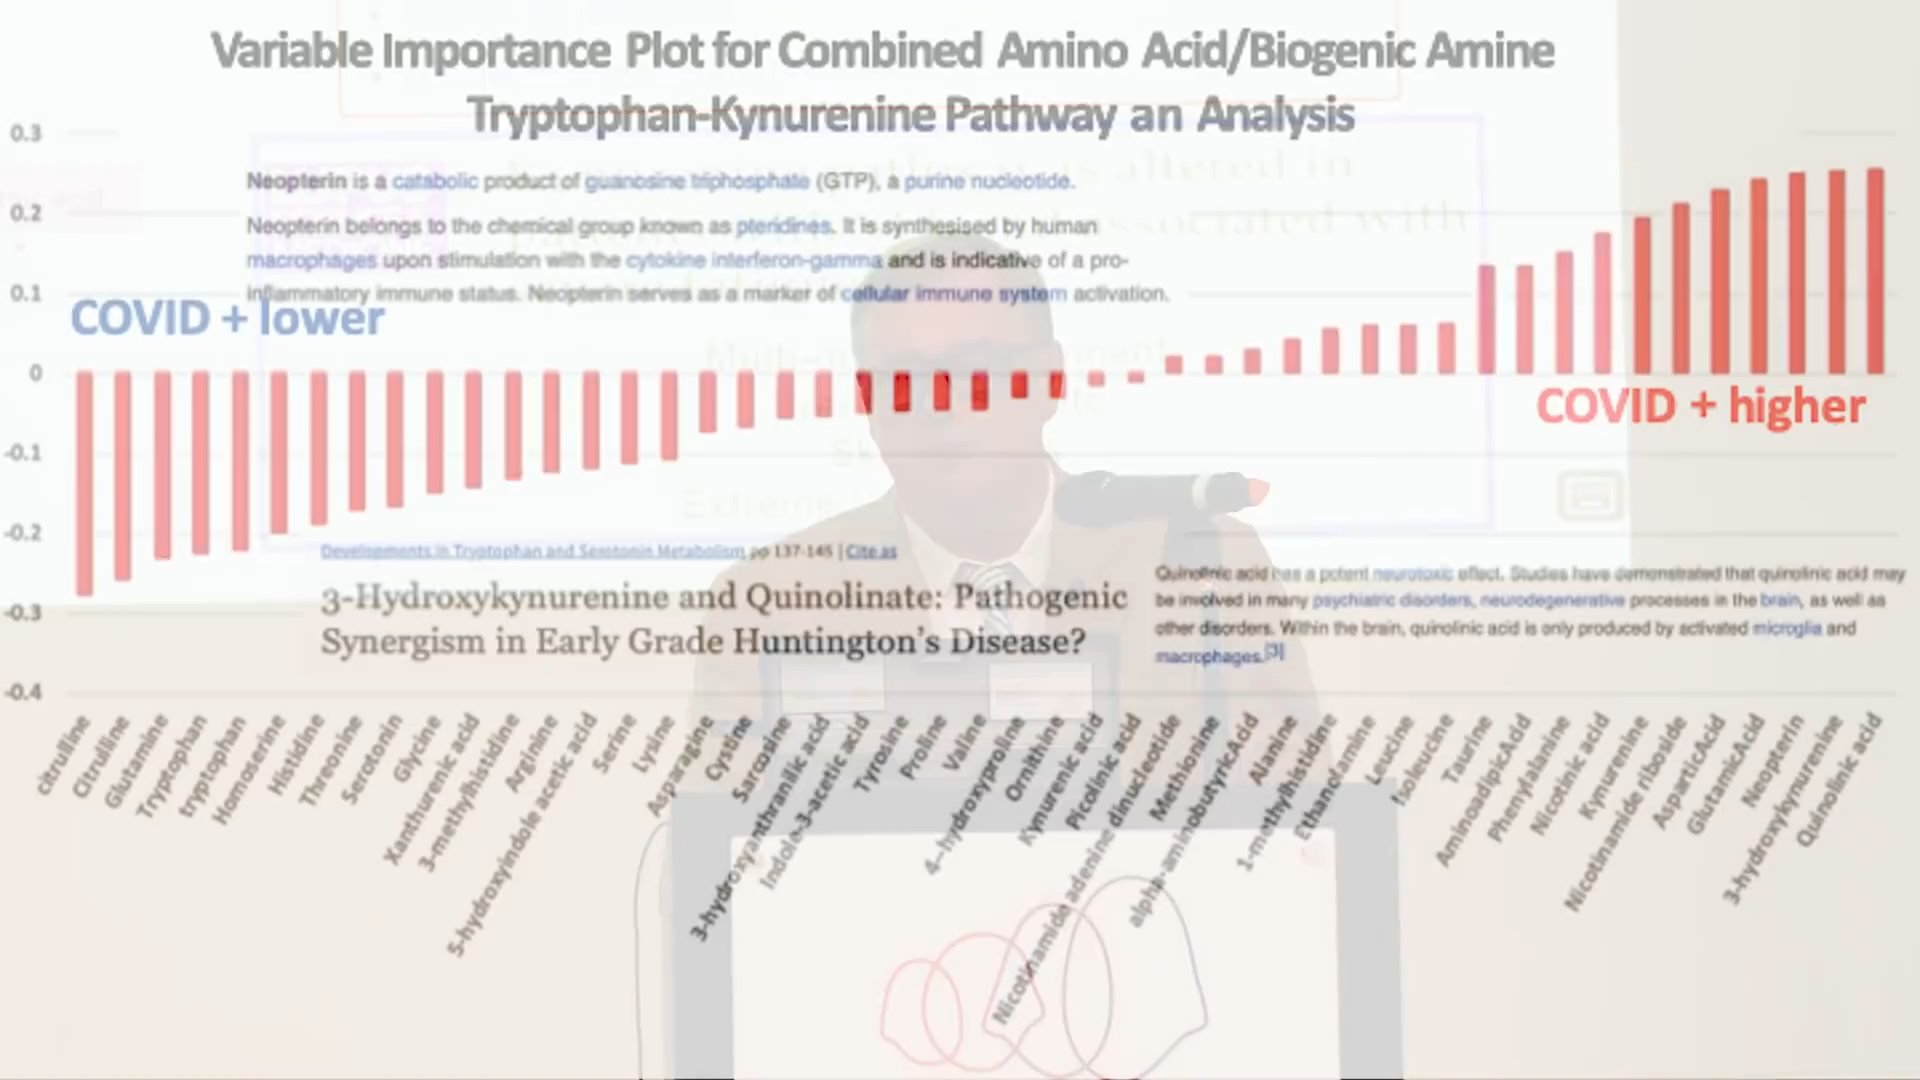 Variable Importance Plot for Combined Amino Acid/Biogenic Amine
Tryptophan-Kynurenine Pathway an Analysis
0.3
0.2
0.1
0
-0.1
-0.2
-0.3
-0.4
altered in
associated with
Neopterin is a catabolic product of guanosine triphosphate (GTP), a purine nucleotide.
Neopterin belongs to the chemical group known as pteridines. It is synthesised by human
macrophages upon stimulation with the cytokine interferon-gamma and is indicative of a pro-
inflammatory immune status. Neopterin serves as a marker of cellular immune system activation.
COVID + lower
COVID + higher
Extreme
Developments in Tryptophan and Serotonin Metabolism pp 137-145 | Cite as
3-Hydroxykynurenine and Quinolinate: Pathogenic
Synergism in Early Grade Huntington's Disease?
Quinolinic acid has a potent neurotoxic effect. Studies have demonstrated that quinolinic acid may
be involved in many psychiatric disorders, neurodegenerative processes in the brain, as well as
other disorders. Within the brain, quinolinic acid is only produced by activated microglia and
macrophages.[3]
citrulline
Citrulline
Glutamine
Tryptophan
tryptophan
Homoserine
Histidine
Threonine
Serotonin
Glycine
Xanthurenic acid
3-methylhistidine
Arginine
5-hydroxyindole acetic acid
Serine
Lysine
Asparagine
Cystine
Sarcosine
3-hydroxyanthranilic acid
Indole-3-acetic acid
Tyrosine
Proline
Valine
4-hydroxyproline
Ornithine
Kynurenic acid
Picolinic acid
Nicotinamide adenine dinucleotide
Methionine
alpha-aminobutyricAcid
Alanine
1-methylhistidine
Ethanolamine
Leucine
Isoleucine
Taurine
AminoadipicAcid
Phenylalanine
Nicotinic acid
Kynurenine
Nicotinamide riboside
AsparticAcid
GlutamicAcid
Neopterin
3-hydroxykynurenine
Quinolinic acid